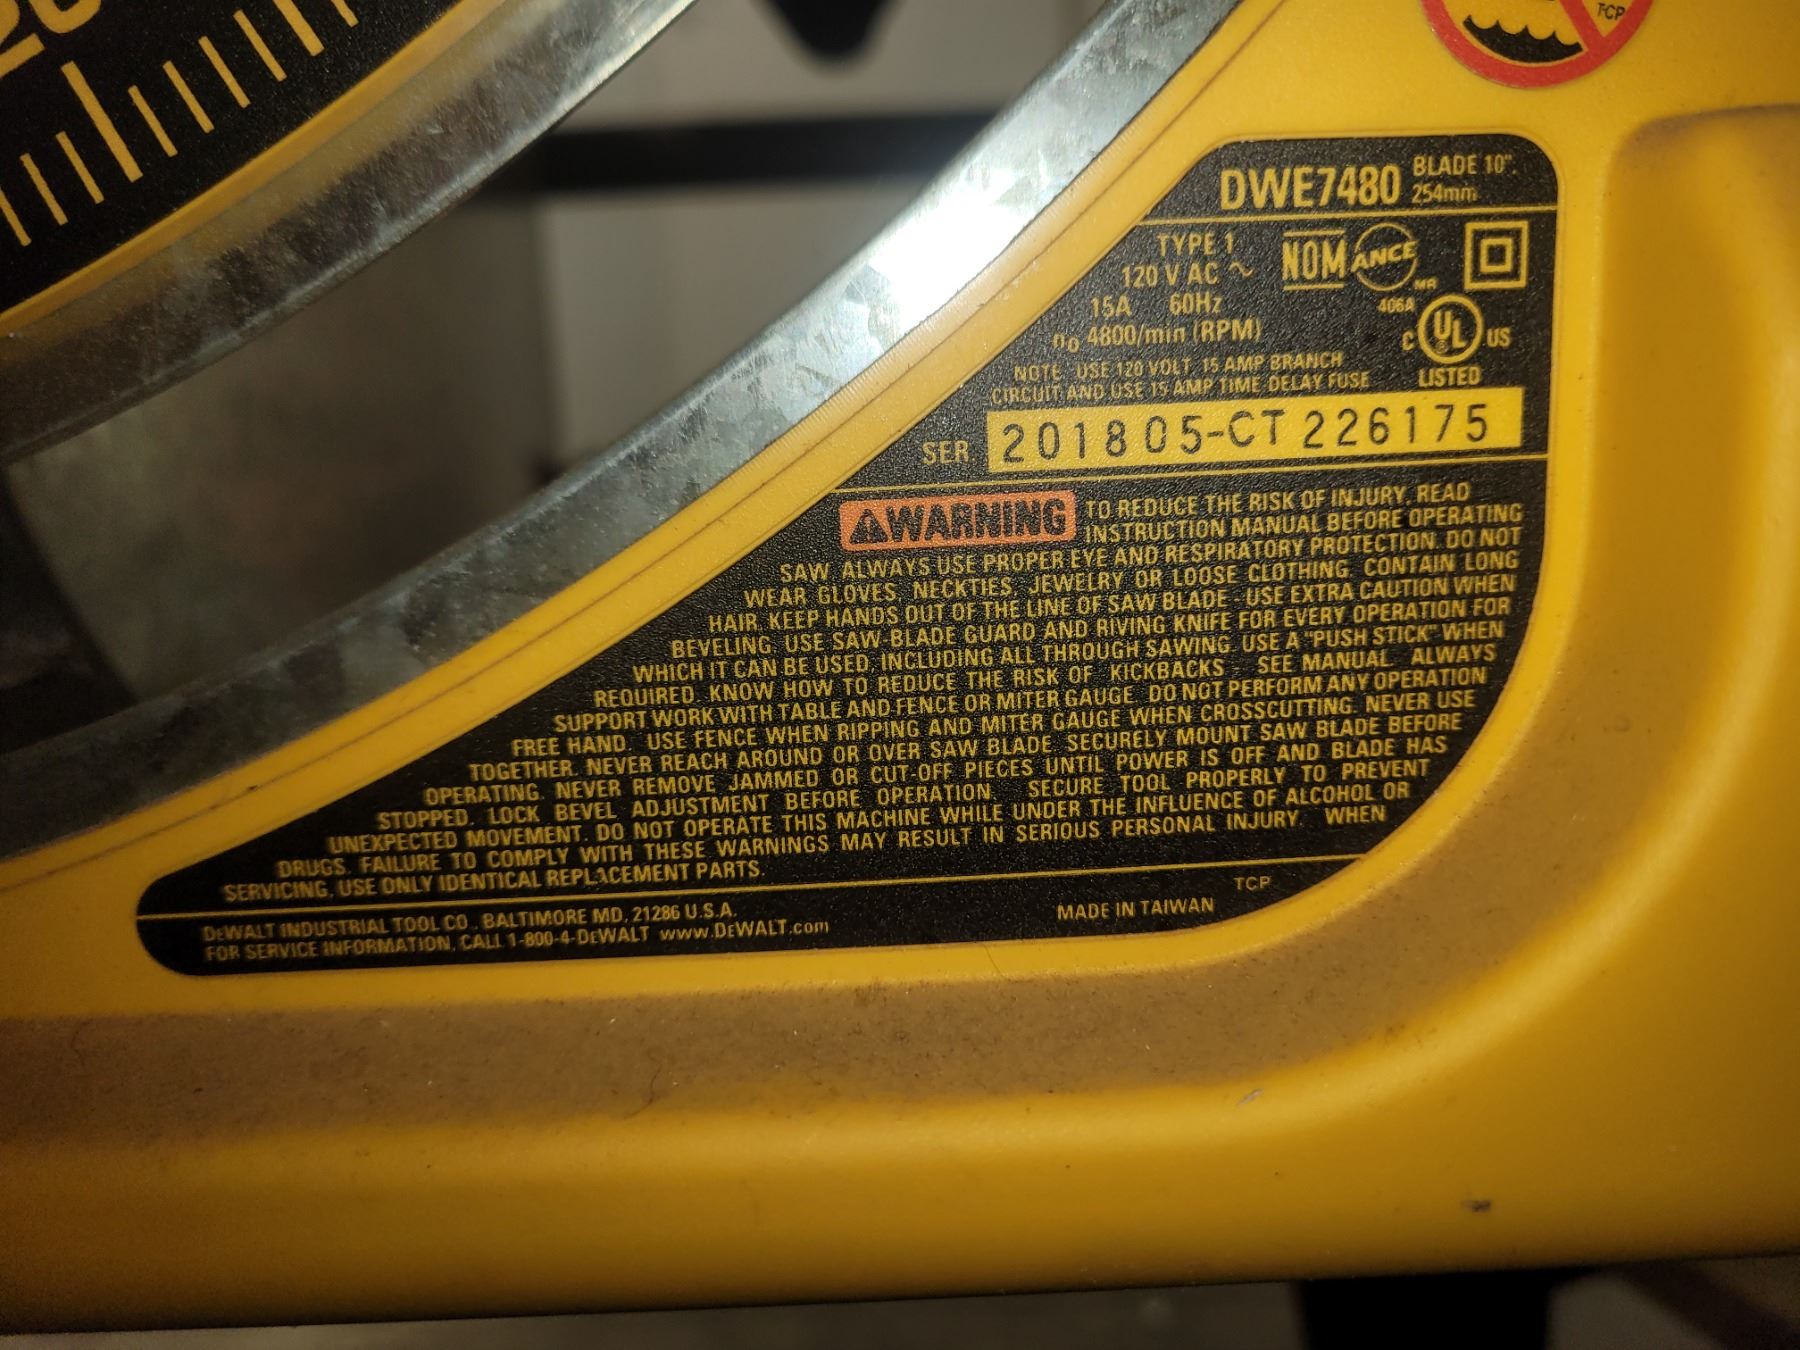 20
TCP
DWE7480 BLADE 10". 254mm
TYPE 1 NOM ANCE MR
120 V AC ~
15A 60Hz 406A
n₀ 4800/min (RPM) C UL US
NOTE USE 120 VOLT 15 AMP BRANCH
CIRCUIT AND USE 15 AMP TIME DELAY FUSE LISTED
SER 201805-CT 226175
WARNING TO REDUCE THE RISK OF INJURY, READ
INSTRUCTION MANUAL BEFORE OPERATING
SAW. ALWAYS USE PROPER EYE AND RESPIRATORY PROTECTION. DO NOT
WEAR GLOVES, NECKTIES, JEWELRY OR LOOSE CLOTHING. CONTAIN LONG
HAIR. KEEP HANDS OUT OF THE LINE OF SAW BLADE. USE EXTRA CAUTION WHEN
BEVELING. USE SAW-BLADE GUARD AND RIVING KNIFE FOR EVERY OPERATION FOR
WHICH IT CAN BE USED, INCLUDING ALL THROUGH SAWING. USE A "PUSH STICK" WHEN
REQUIRED. KNOW HOW TO REDUCE THE RISK OF KICKBACKS SEE MANUAL. ALWAYS
SUPPORT WORK WITH TABLE AND FENCE OR MITER GAUGE. DO NOT PERFORM ANY OPERATION
FREE HAND. USE FENCE WHEN RIPPING AND MITER GAUGE WHEN CROSSCUTTING. NEVER USE
TOGETHER. NEVER REACH AROUND OR OVER SAW BLADE. SECURELY MOUNT SAW BLADE BEFORE
OPERATING. NEVER REMOVE JAMMED OR CUT-OFF PIECES UNTIL POWER IS OFF AND BLADE HAS
STOPPED. LOCK BEVEL ADJUSTMENT BEFORE OPERATION. SECURE TOOL PROPERLY TO PREVENT
UNEXPECTED MOVEMENT. DO NOT OPERATE THIS MACHINE WHILE UNDER THE INFLUENCE OF ALCOHOL OR
DRUGS. FAILURE TO COMPLY WITH THESE WARNINGS MAY RESULT IN SERIOUS PERSONAL INJURY. WHEN
SERVICING, USE ONLY IDENTICAL REPLACEMENT PARTS.
TCP
DEWALT INDUSTRIAL TOOL CO., BALTIMORE MD, 21286 U.S.A. MADE IN TAIWAN
FOR SERVICE INFORMATION, CALL 1-800-4-DEWALT www.DEWALT.com